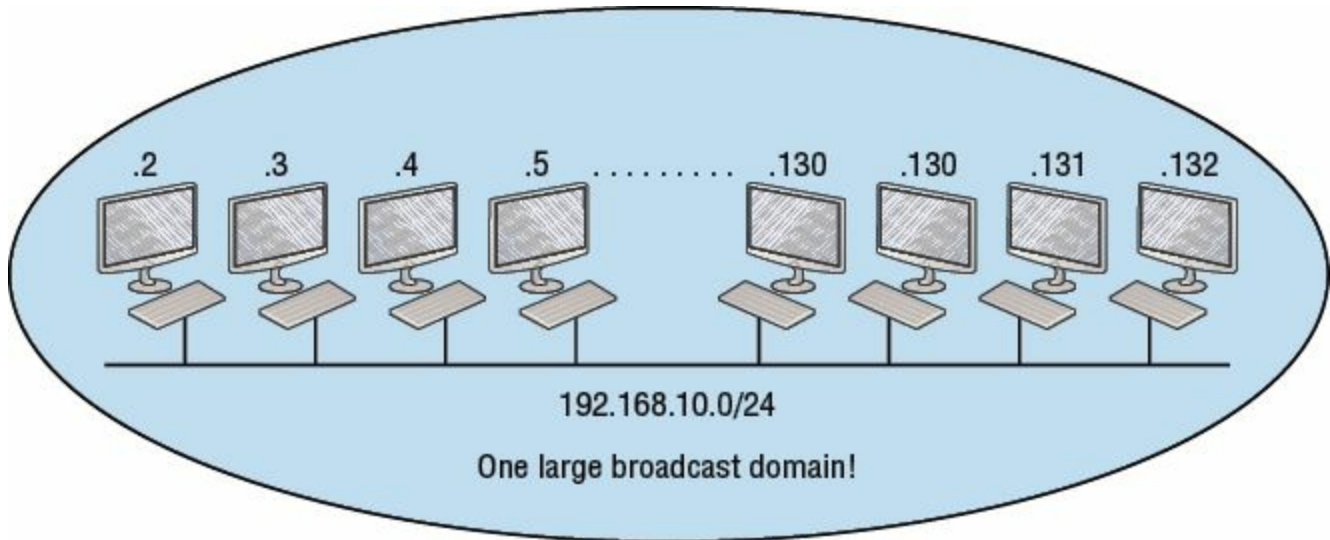 .2 .3 .4 .5 ......... .130 .130 .131 .132
192.168.10.0/24
One large broadcast domain!